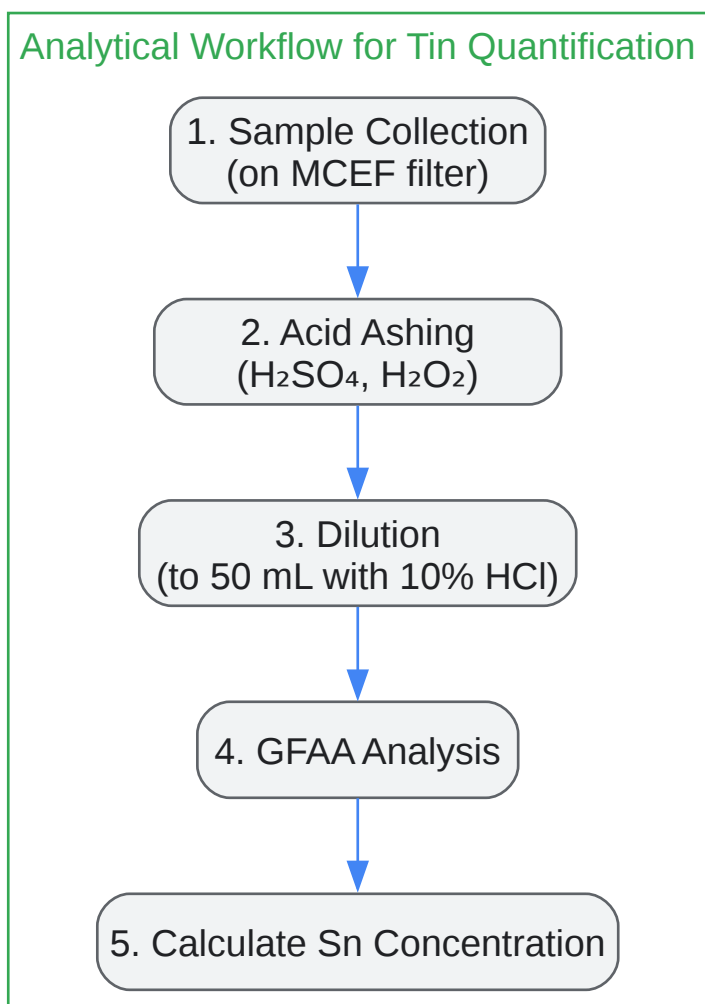 Analytical Workflow for Tin Quantification
1. Sample Collection
(on MCEF filter)
2. Acid Ashing
(H₂SO₄, H₂O₂)
3. Dilution
(to 50 mL with 10% HCl)
4. GFAA Analysis
5. Calculate Sn Concentration